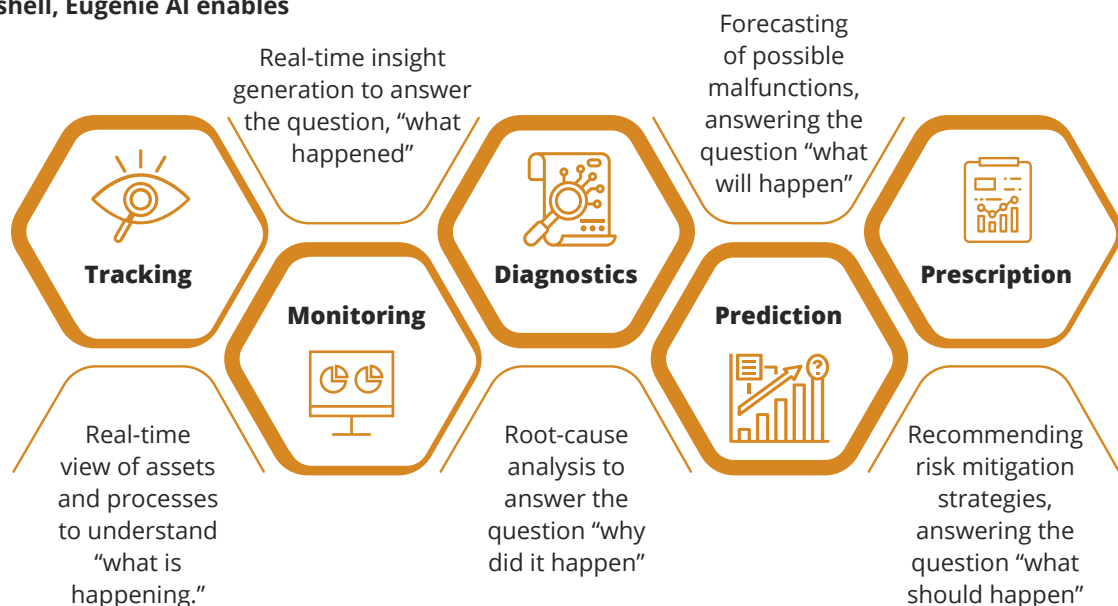 shell, Eugenie AI enables
Real-time insight
generation to answer
the question, “what
happened”
Forecasting
of possible
malfunctions,
answering the
question “what
will happen”
Tracking
Monitoring
Diagnostics
Prediction
Prescription
Real-time
view of assets
and processes
to understand
“what is
happening.”
Root-cause
analysis to
answer the
question “why
did it happen”
Recommending
risk mitigation
strategies,
answering the
question “what
should happen”